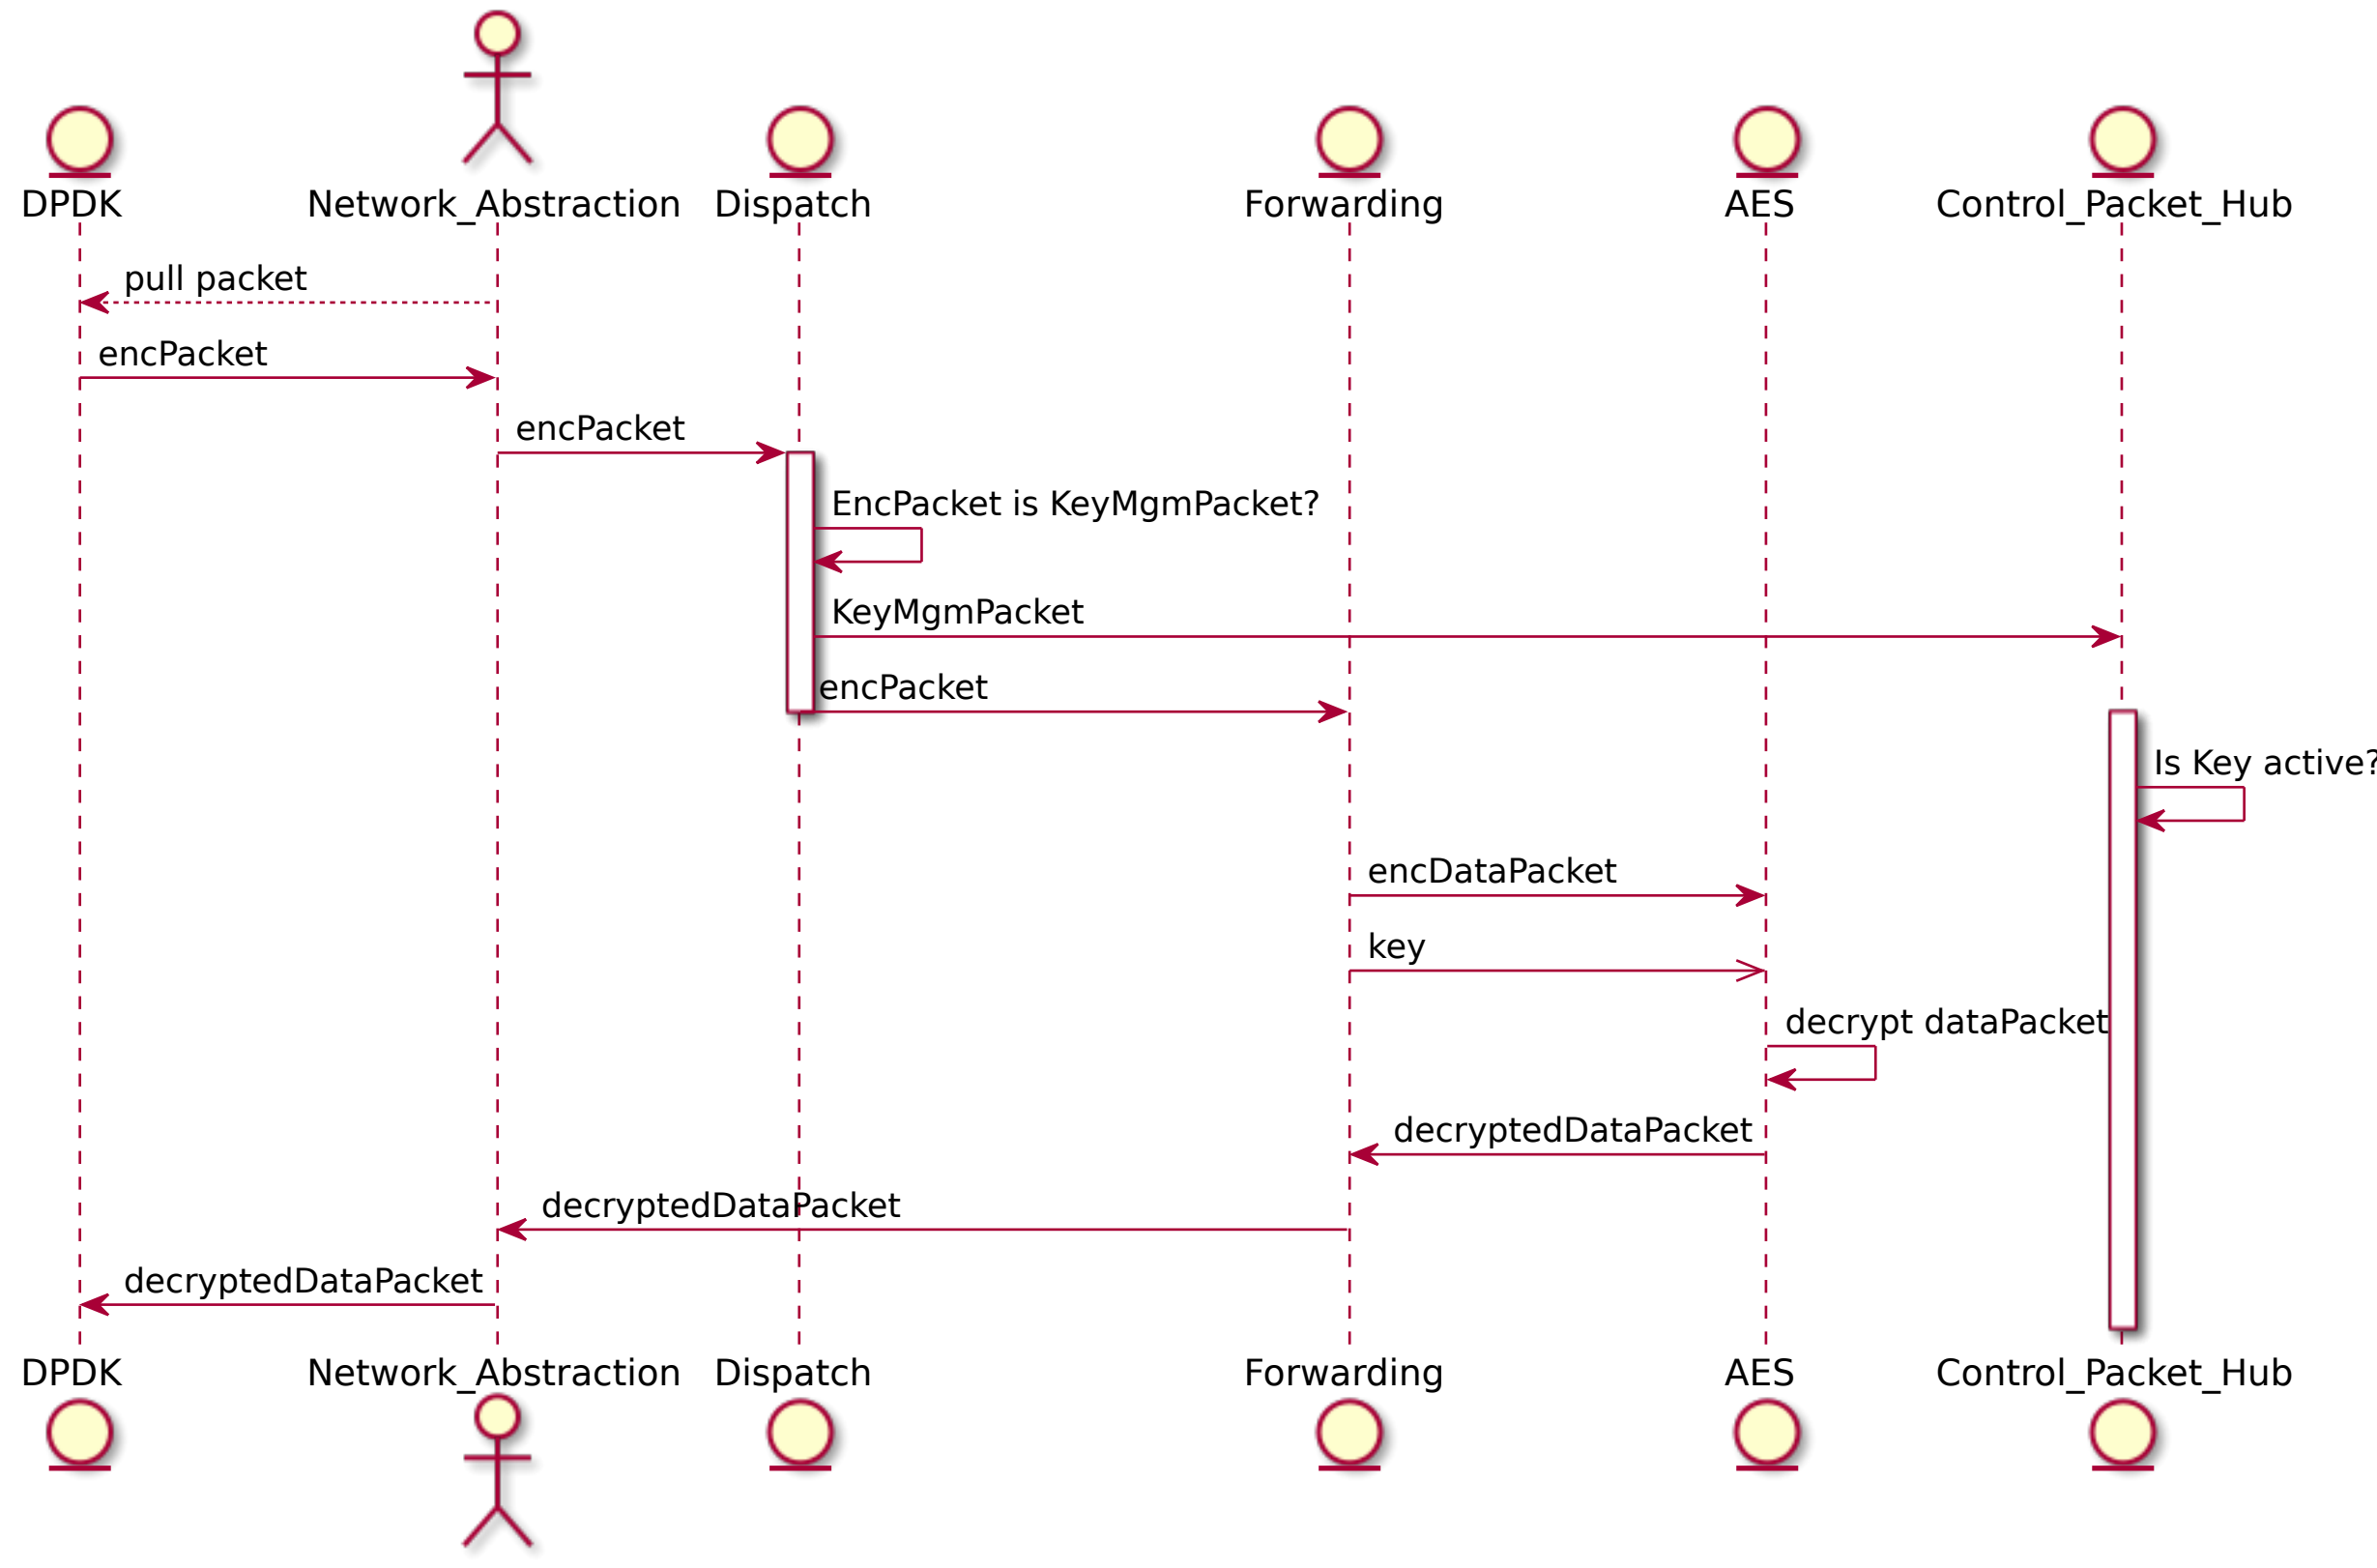 DPDK
Network_Abstraction
Dispatch
Forwarding
AES
Control_Packet_Hub
pull packet
encPacket
encPacket
EncPacket is KeyMgmPacket?
KeyMgmPacket
encPacket
Is Key active?
encDataPacket
key
decrypt dataPacket
decryptedDataPacket
decryptedDataPacket
decryptedDataPacket
DPDK
Network_Abstraction
Dispatch
Forwarding
AES
Control_Packet_Hub